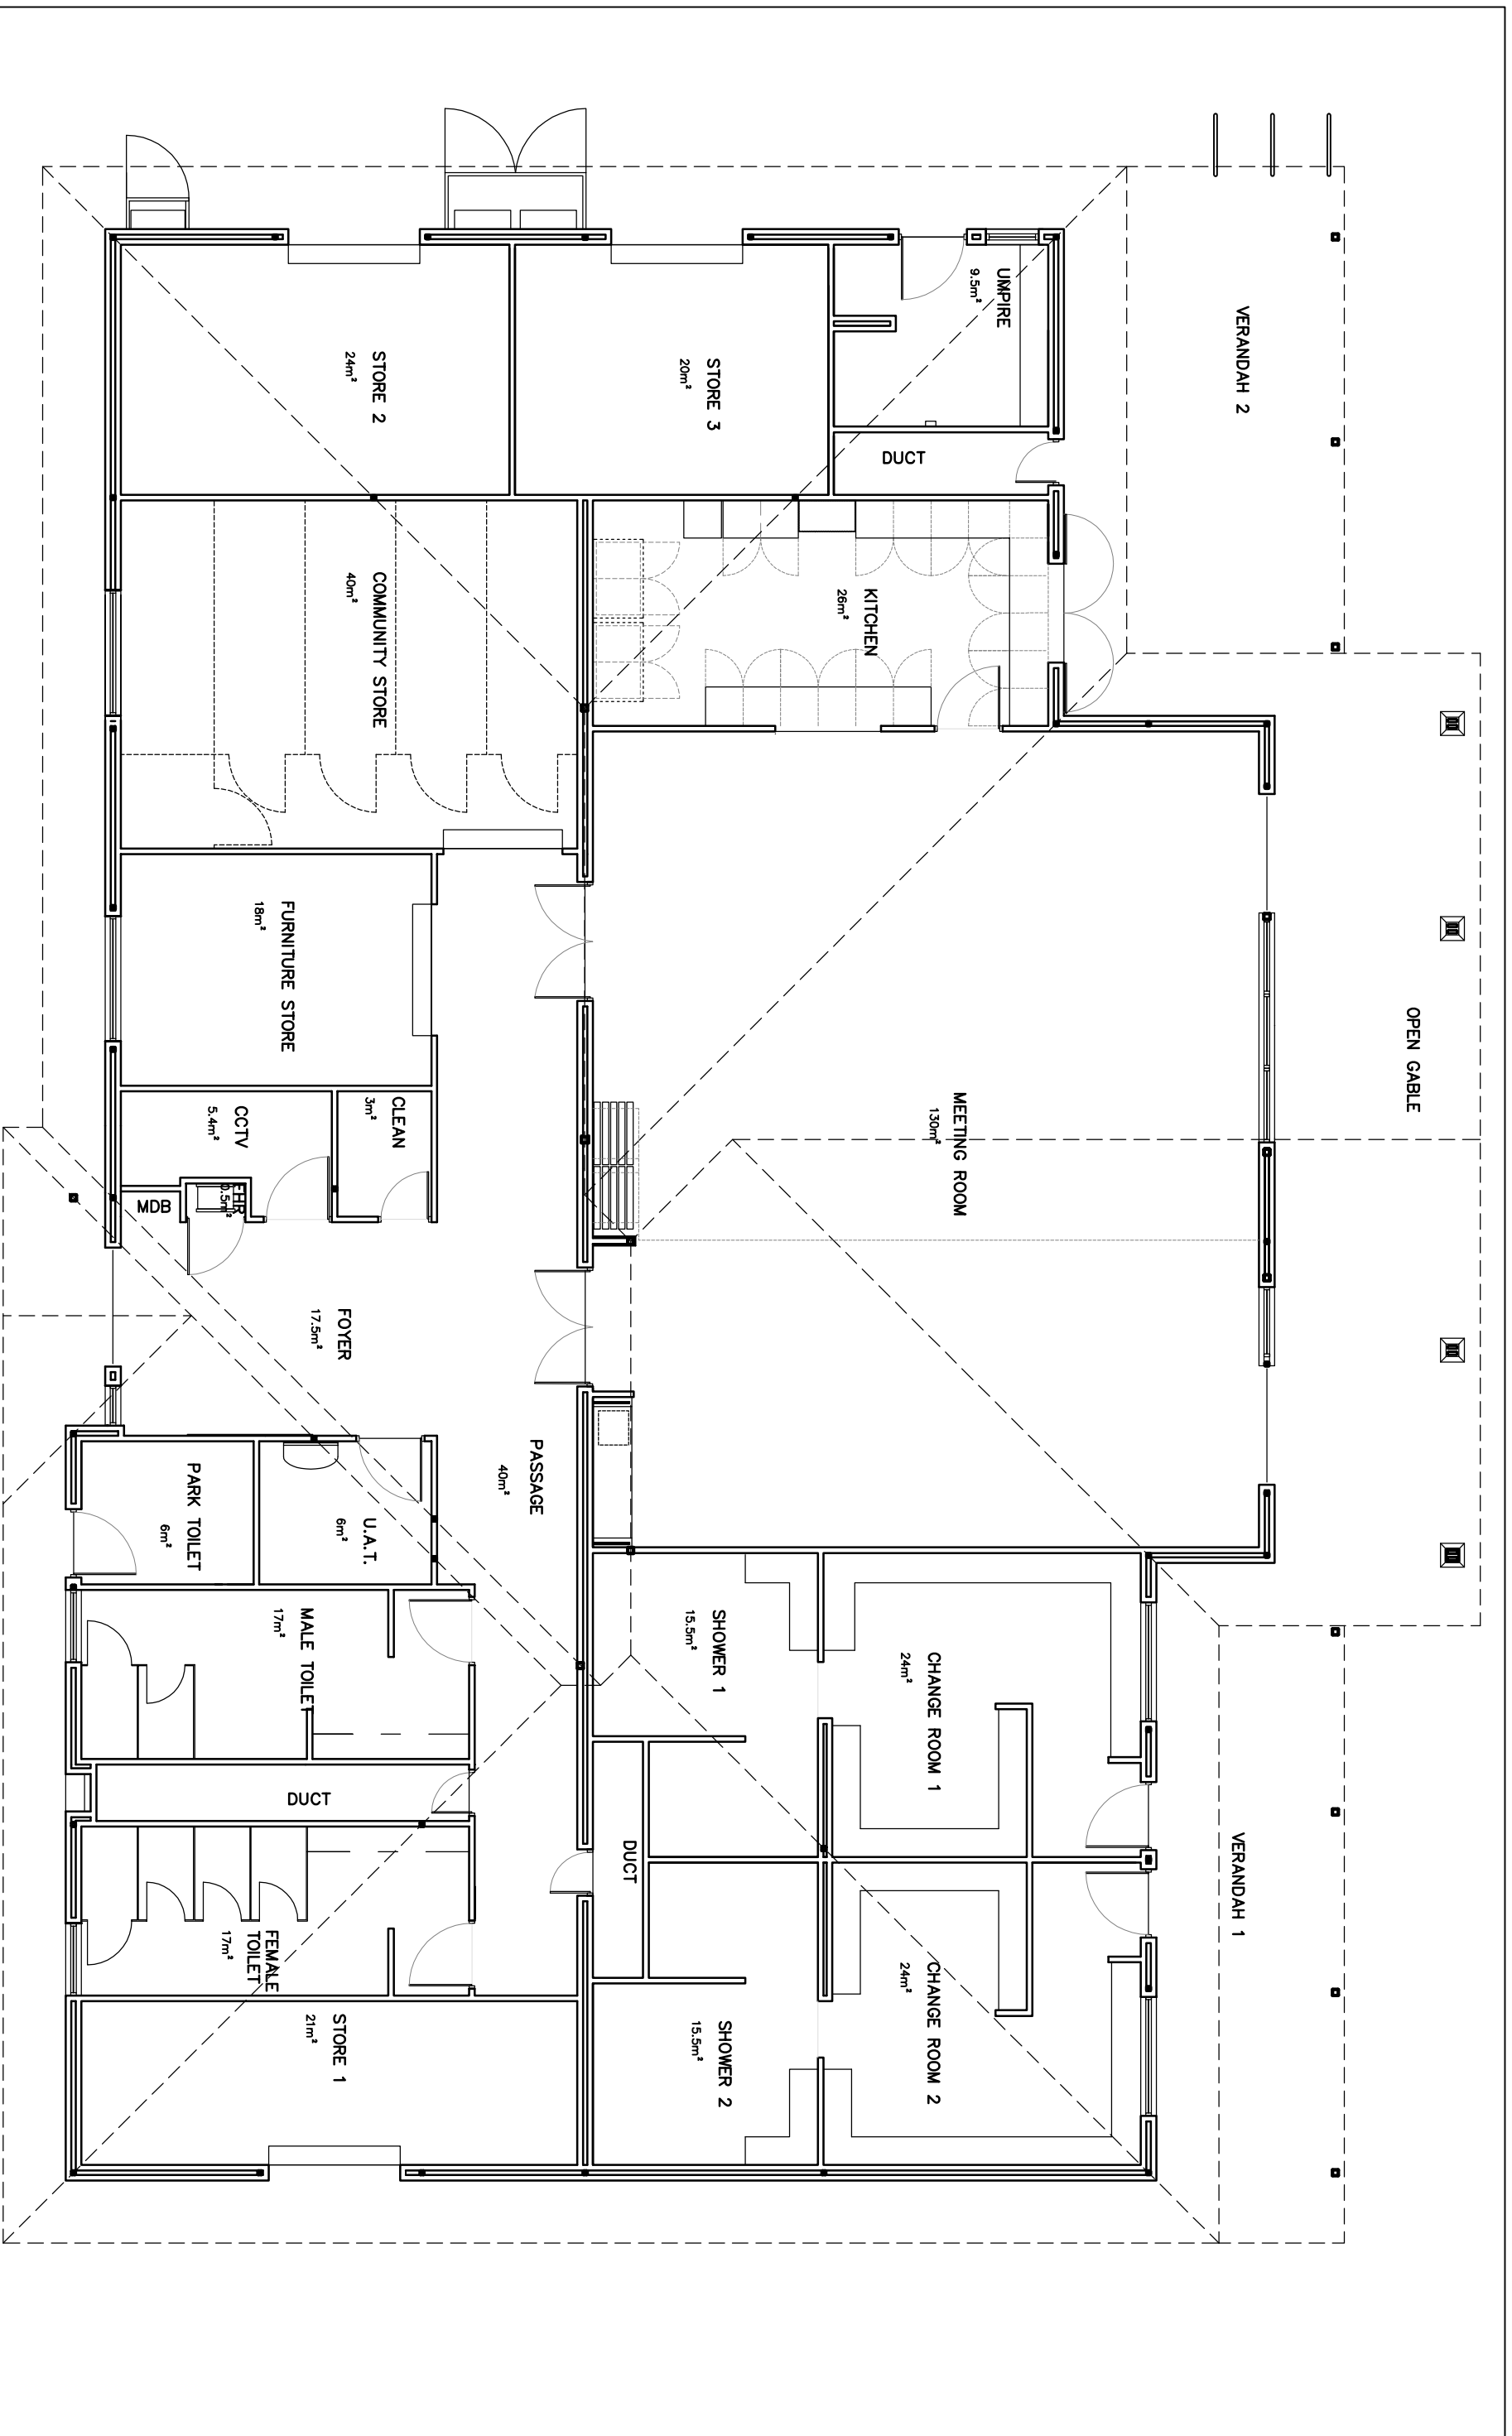 OPEN GABLE
VERANDAH 2
VERANDAH 1
UMPIRE
9.5m²
DUCT
STORE 3
20m²
STORE 2
24m²
KITCHEN
26m²
COMMUNITY STORE
40m²
MEETING ROOM
130m²
FURNITURE STORE
18m²
CLEAN
3m²
CCTV
5.4m²
FHR
0.5m²
MDB
FOYER
17.5m²
PASSAGE
40m²
U.A.T.
6m²
PARK TOILET
6m²
CHANGE ROOM 1
24m²
SHOWER 1
15.5m²
MALE TOILET
17m²
DUCT
DUCT
CHANGE ROOM 2
24m²
SHOWER 2
15.5m²
FEMALE
TOILET
17m²
STORE 1
21m²